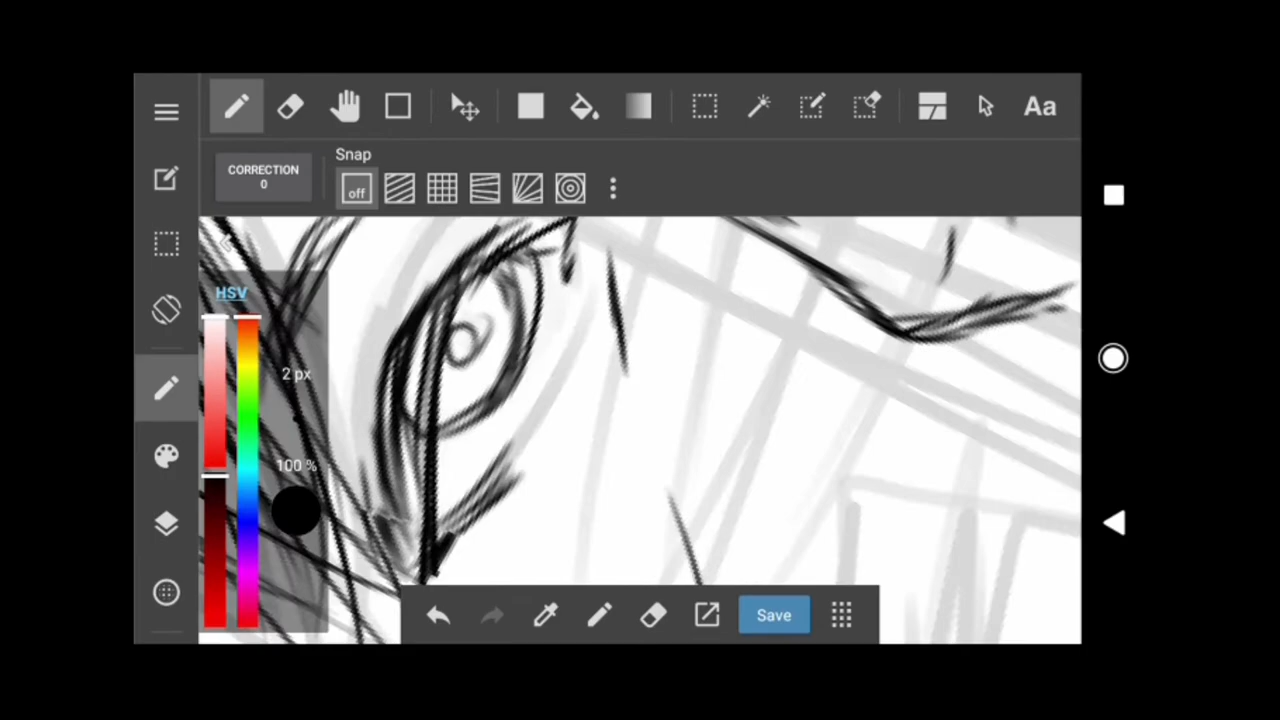 Aa
CORRECTION
0
Snap
off
HSV
2 px
100 %
Save